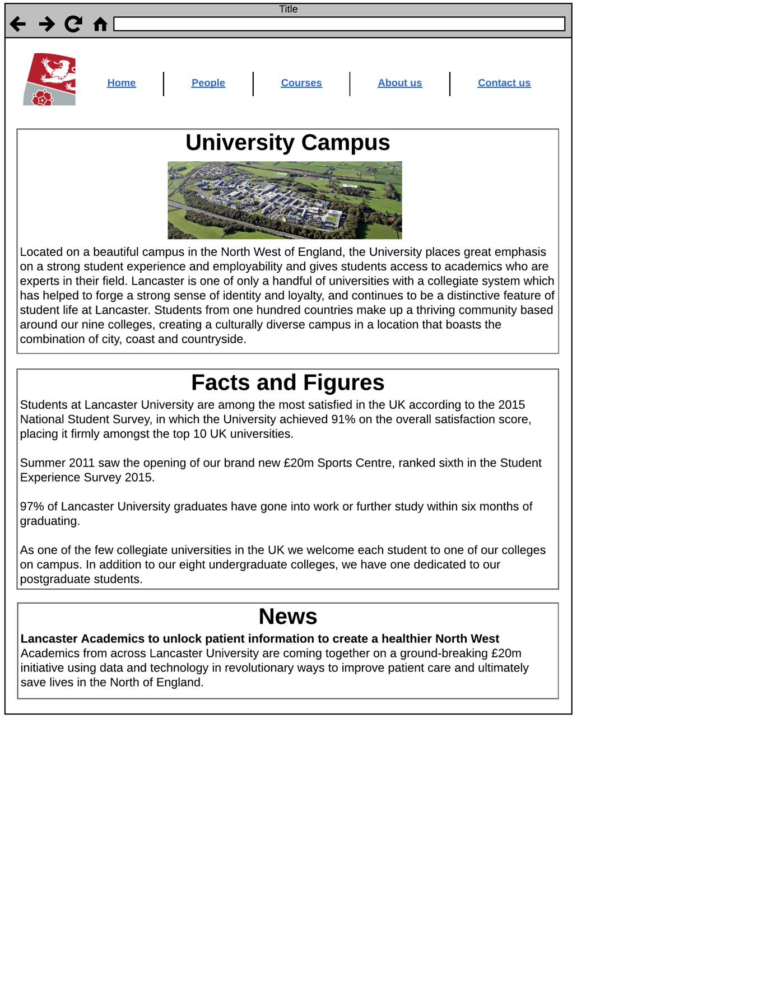 Title
Home
People
Courses
About us
Contact us
University Campus
Located on a beautiful campus in the North West of England, the University places great emphasis
on a strong student experience and employability and gives students access to academics who are
experts in their field. Lancaster is one of only a handful of universities with a collegiate system which
has helped to forge a strong sense of identity and loyalty, and continues to be a distinctive feature of
student life at Lancaster. Students from one hundred countries make up a thriving community based
around our nine colleges, creating a culturally diverse campus in a location that boasts the
combination of city, coast and countryside.
Facts and Figures
Students at Lancaster University are among the most satisfied in the UK according to the 2015
National Student Survey, in which the University achieved 91% on the overall satisfaction score,
placing it firmly amongst the top 10 UK universities.
Summer 2011 saw the opening of our brand new £20m Sports Centre, ranked sixth in the Student
Experience Survey 2015.
97% of Lancaster University graduates have gone into work or further study within six months of
graduating.
As one of the few collegiate universities in the UK we welcome each student to one of our colleges
on campus. In addition to our eight undergraduate colleges, we have one dedicated to our
postgraduate students.
News
Lancaster Academics to unlock patient information to create a healthier North West
Academics from across Lancaster University are coming together on a ground-breaking £20m
initiative using data and technology in revolutionary ways to improve patient care and ultimately
save lives in the North of England.